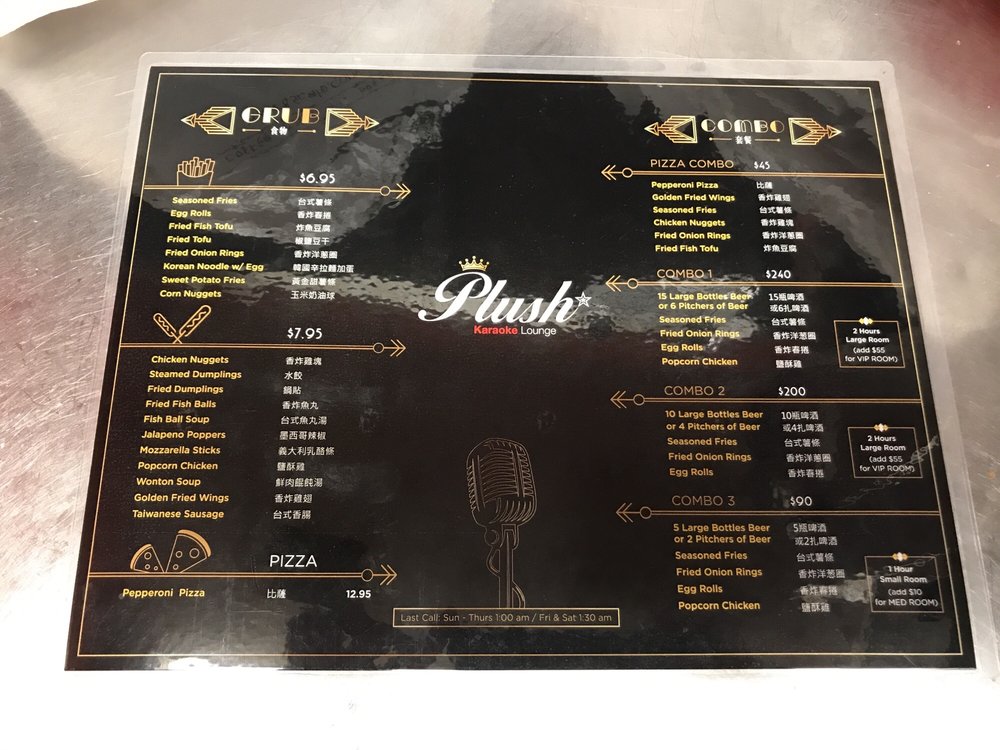 GRUB
食物
$6.95
Seasoned Fries 台式薯條
Egg Rolls 香炸春捲
Fried Fish Tofu 炸魚豆腐
Fried Tofu 椒鹽豆干
Fried Onion Rings 香炸洋蔥圈
Korean Noodle w/ Egg 韓國辛拉麵加蛋
Sweet Potato Fries 黃金甜薯條
Corn Nuggets 玉米奶油球
$7.95
Chicken Nuggets 香炸雞塊
Steamed Dumplings 水餃
Fried Dumplings 鍋貼
Fried Fish Balls 香炸魚丸
Fish Ball Soup 台式魚丸湯
Jalapeno Poppers 墨西哥辣椒
Mozzarella Sticks 義大利乳酪條
Popcorn Chicken 鹽酥雞
Wonton Soup 鮮肉餛飩湯
Golden Fried Wings 香炸雞翅
Taiwanese Sausage 台式香腸
PIZZA
Pepperoni Pizza 比薩 12.95
Plush
Karaoke Lounge
Last Call: Sun - Thurs 1:00 am / Fri & Sat 1:30 am
COMBO
套餐
PIZZA COMBO $45
Pepperoni Pizza 比薩
Golden Fried Wings 香炸雞翅
Seasoned Fries 台式薯條
Chicken Nuggets 香炸雞塊
Fried Onion Rings 香炸洋蔥圈
Fried Fish Tofu 炸魚豆腐
COMBO 1 $240
15 Large Bottles Beer 15瓶啤酒
or 6 Pitchers of Beer 或6扎啤酒
Seasoned Fries 台式薯條
Fried Onion Rings 香炸洋蔥圈
Egg Rolls 香炸春捲
Popcorn Chicken 鹽酥雞
2 Hours
Large Room
(add $55
for VIP ROOM)
COMBO 2 $200
10 Large Bottles Beer 10瓶啤酒
or 4 Pitchers of Beer 或4扎啤酒
Seasoned Fries 台式薯條
Fried Onion Rings 香炸洋蔥圈
Egg Rolls 香炸春捲
2 Hours
Large Room
(add $55
for VIP ROOM)
COMBO 3 $90
5 Large Bottles Beer 5瓶啤酒
or 2 Pitchers of Beer 或2扎啤酒
Seasoned Fries 台式薯條
Fried Onion Rings 香炸洋蔥圈
Egg Rolls 香炸春捲
Popcorn Chicken 鹽酥雞
1 Hour
Small Room
(add $10
for MED ROOM)